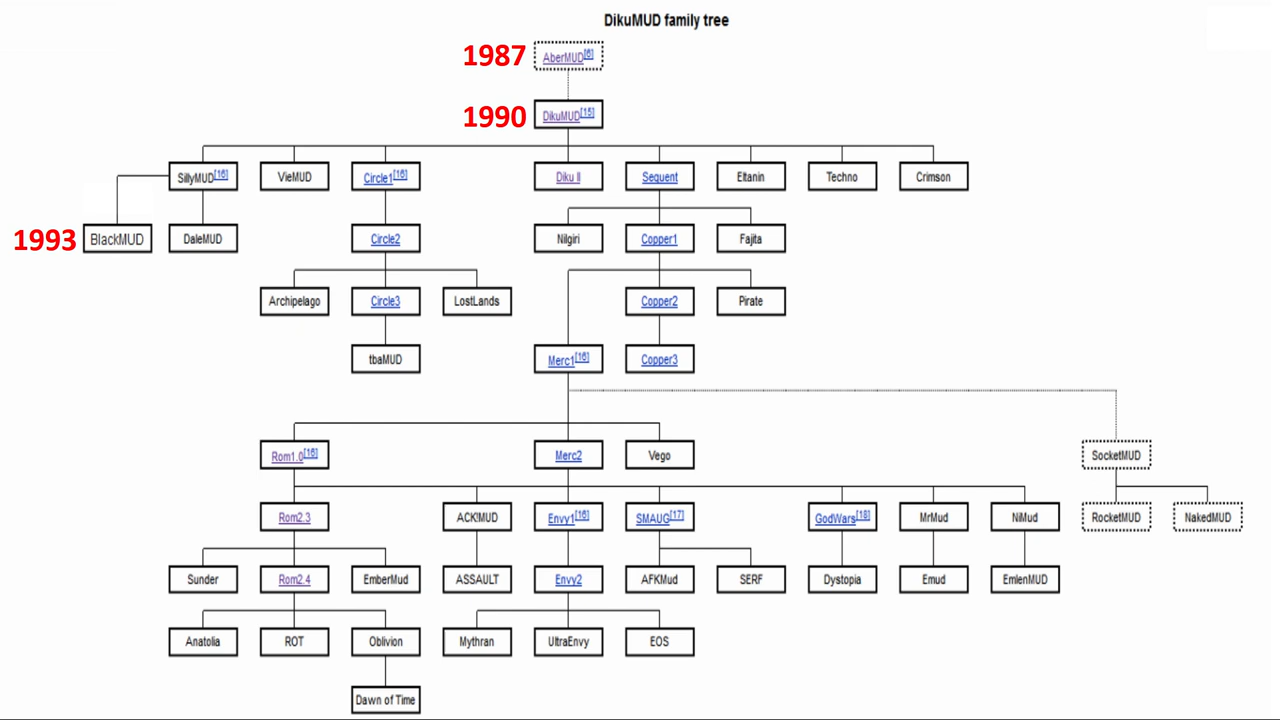 DikuMUD family tree
1987
AberMUD[6]
1990
DikuMUD[15]
SillyMUD[16]
VieMUD
Circle1[16]
Diku II
Sequent
Eltanin
Techno
Crimson
1993
BlackMUD
DaleMUD
Circle2
Nilgiri
Copper1
Fajita
Archipelago
Circle3
LostLands
Copper2
Pirate
tbaMUD
Merc1[16]
Copper3
Rom1.0[16]
Merc2
Vego
SocketMUD
Rom2.3
ACK!MUD
Envy1[16]
SMAUG[17]
GodWars[18]
MrMud
NiMud
RocketMUD
NakedMUD
Sunder
Rom2.4
EmberMud
ASSAULT
Envy2
AFKMud
SERF
Dystopia
Emud
EmlenMUD
Anatolia
ROT
Oblivion
Mythran
UltraEnvy
EOS
Dawn of Time